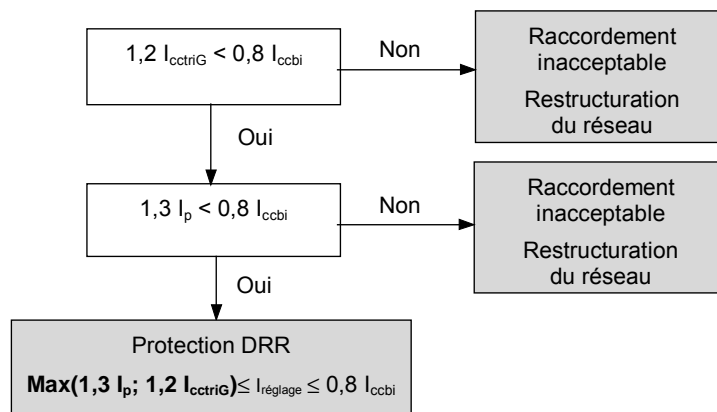 1,2 IcctriG < 0,8 Iccbi
Non
Raccordement
inacceptable
Restructuration
du réseau
Oui
1,3 Ip < 0,8 Iccbi
Non
Raccordement
inacceptable
Restructuration
du réseau
Oui
Protection DRR
Max(1,3 Ip; 1,2 IcctriG)≤ Iréglage ≤ 0,8 Iccbi